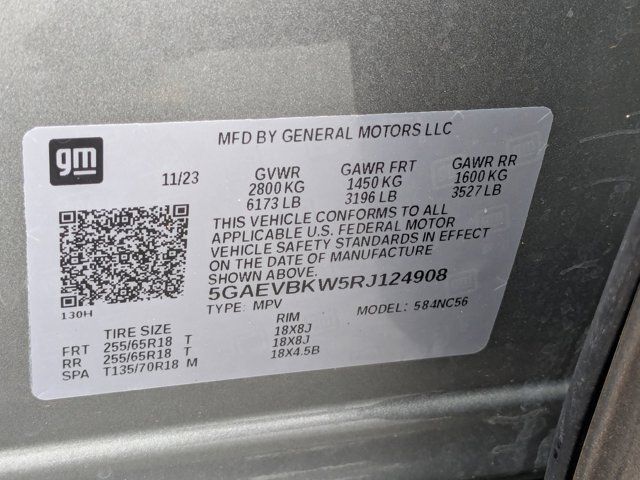 MFD BY GENERAL MOTORS LLC
gm
11/23 GVWR GAWR FRT GAWR RR
2800 KG 1450 KG 1600 KG
6173 LB 3196 LB 3527 LB
THIS VEHICLE CONFORMS TO ALL
APPLICABLE U.S. FEDERAL MOTOR
VEHICLE SAFETY STANDARDS IN EFFECT
ON THE DATE OF MANUFACTURE
SHOWN ABOVE.
5GAEVBKW5RJ124908
130H
TYPE: MPV MODEL: 584NC56
TIRE SIZE RIM
FRT 255/65R18 T 18X8J
RR 255/65R18 T 18X8J
SPA T135/70R18 M 18X4.5B